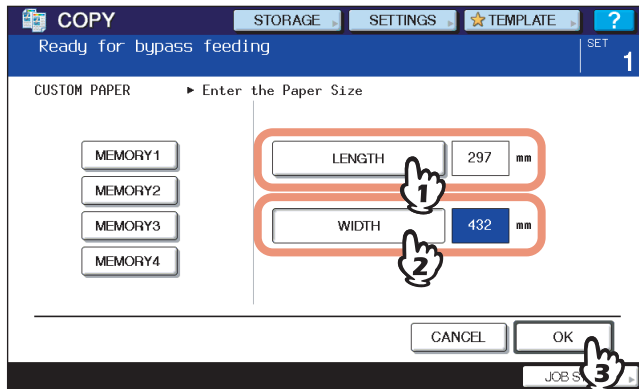 COPY STORAGE SETTINGS TEMPLATE ?
Ready for bypass feeding SET 1
CUSTOM PAPER ▶ Enter the Paper Size
MEMORY1 LENGTH 297 mm
1
MEMORY2
MEMORY3 WIDTH 432 mm
2
MEMORY4
CANCEL OK
3
JOB